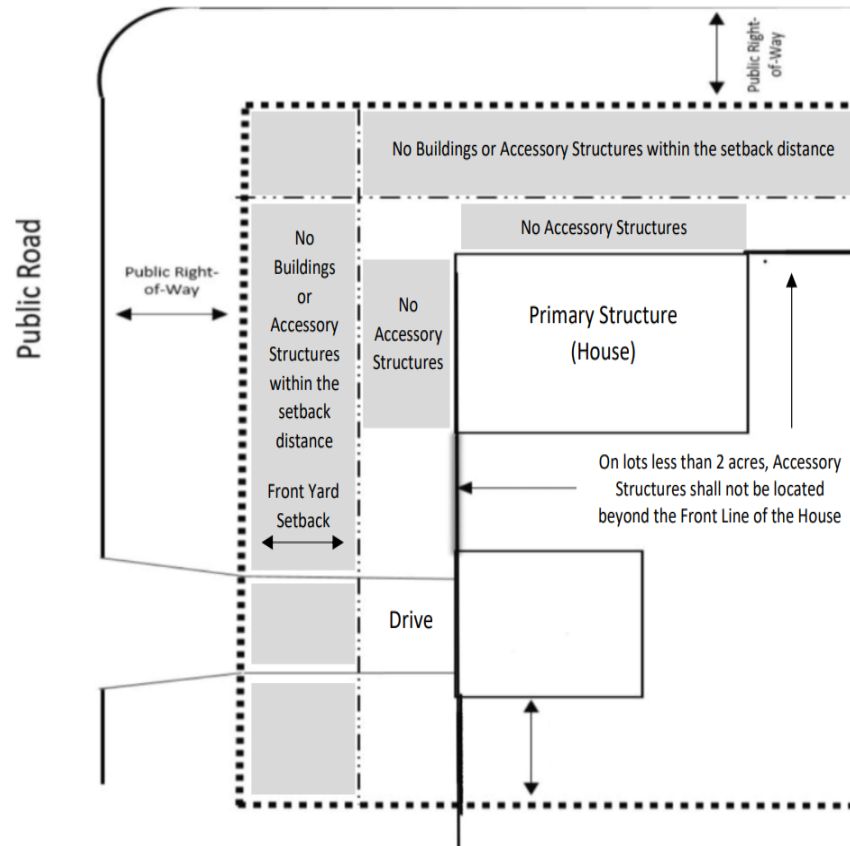 Public Right-
of-Way
No Buildings or Accessory Structures within the setback distance
Public Road
Public Right-
of-Way
No
Buildings
or
Accessory
Structures
within the
setback
distance
Front Yard
Setback
No
Accessory
Structures
No Accessory Structures
Primary Structure
(House)
On lots less than 2 acres, Accessory
Structures shall not be located
beyond the Front Line of the House
Drive